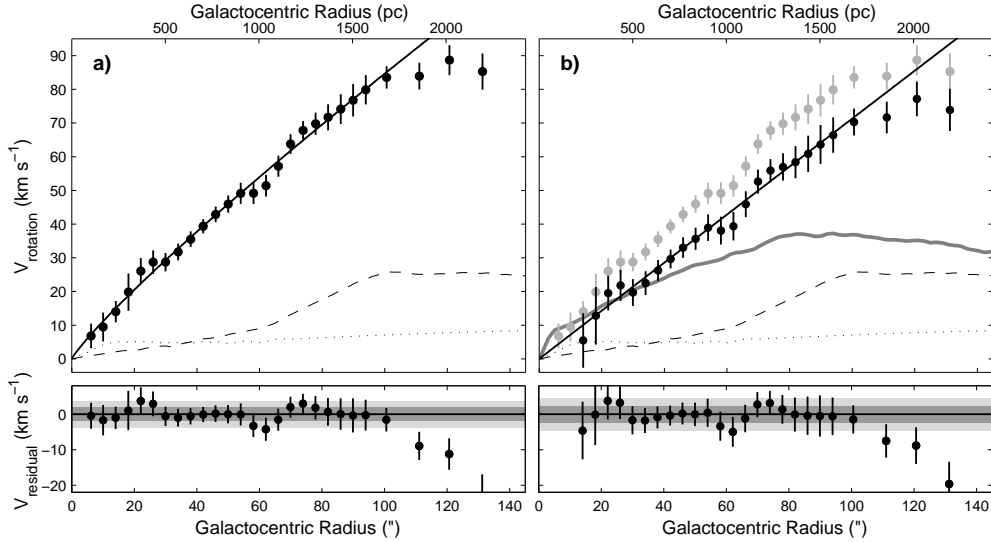 Galactocentric Radius (pc)
500 1000 1500 2000
a)
V_rotation (km s⁻¹)
90
80
70
60
50
40
30
20
10
0
V_residual (km s⁻¹)
0
−10
−20
0 20 40 60 80 100 120 140
Galactocentric Radius (")
Galactocentric Radius (pc)
500 1000 1500 2000
b)
0 20 40 60 80 100 120 140
Galactocentric Radius (")